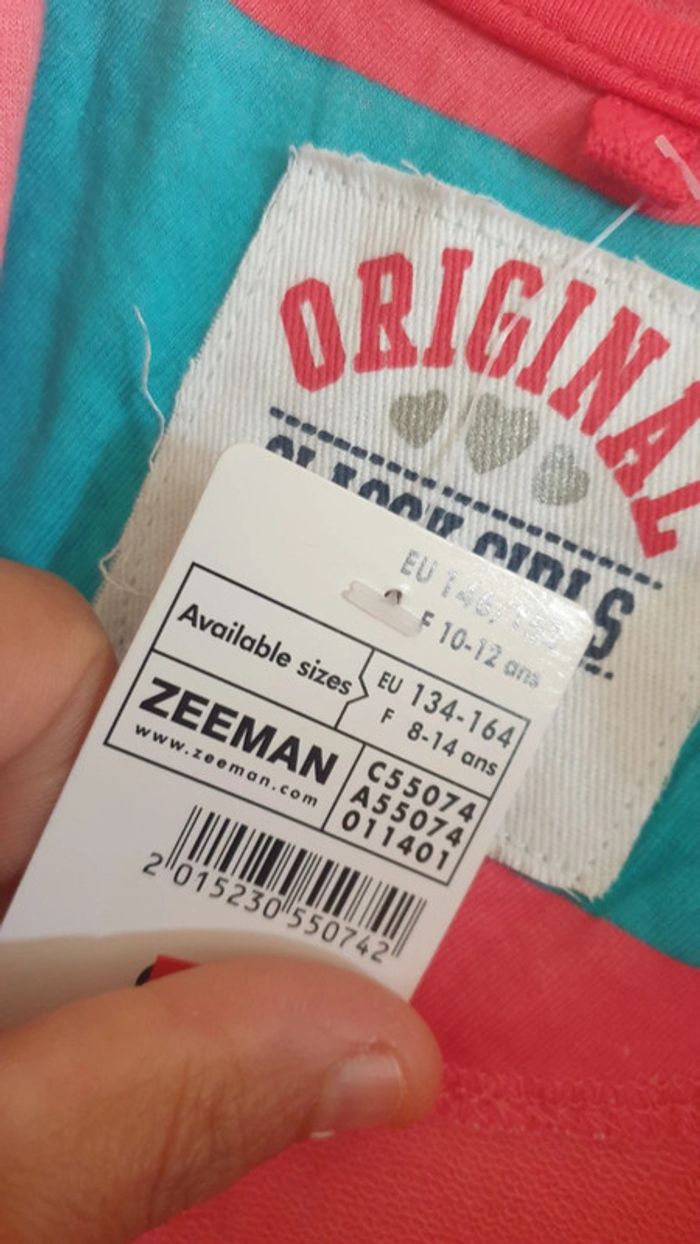 ORIGINAL
GIRLS
EU 146/152
F 10-12 ans
Available sizes
EU 134-164
F 8-14 ans
ZEEMAN
www.zeeman.com
C55074
A55074
011401
2 015230 550742